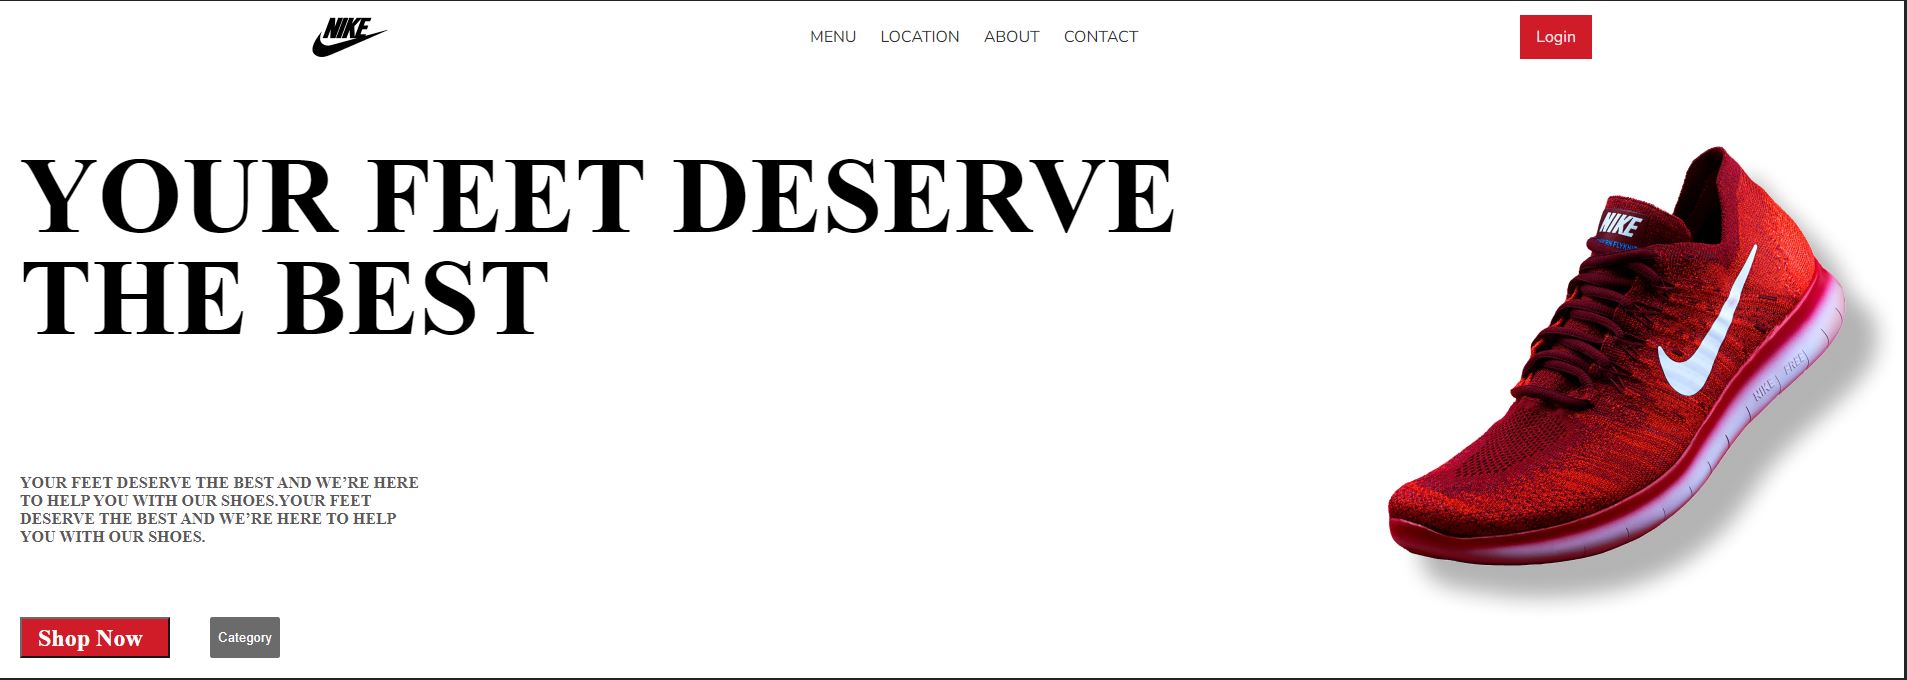 NIKE
MENU LOCATION ABOUT CONTACT
Login
YOUR FEET DESERVE
THE BEST
NIKE
NIKE FREE
YOUR FEET DESERVE THE BEST AND WE’RE HERE
TO HELP YOU WITH OUR SHOES.YOUR FEET
DESERVE THE BEST AND WE’RE HERE TO HELP
YOU WITH OUR SHOES.
Shop Now
Category